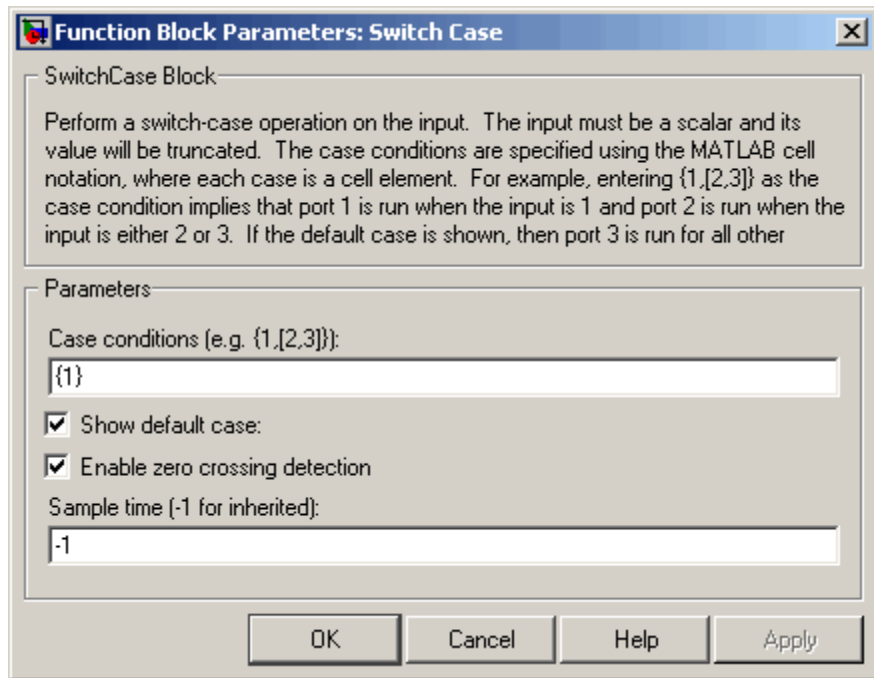 Function Block Parameters: Switch Case
SwitchCase Block
Perform a switch-case operation on the input.  The input must be a scalar and its
value will be truncated.  The case conditions are specified using the MATLAB cell
notation, where each case is a cell element.  For example, entering {1,[2,3]} as the
case condition implies that port 1 is run when the input is 1 and port 2 is run when the
input is either 2 or 3.  If the default case is shown, then port 3 is run for all other
Parameters
Case conditions (e.g. {1,[2,3]}):
{1}
Show default case:
Enable zero crossing detection
Sample time (-1 for inherited):
-1
OK Cancel Help Apply